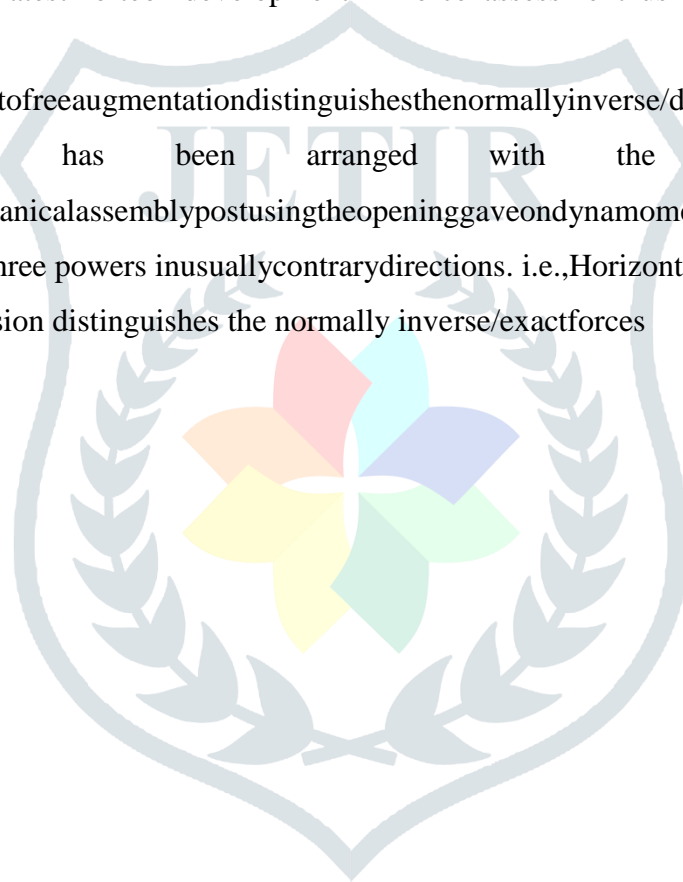 tofreeaugmentationdistinguishesthenormallyinverse/d
has been arranged with the
anicalassemblypostusingtheopeninggaveondynamom
hree powers inusuallycontrarydirections. i.e.,Horizont
sion distinguishes the normally inverse/exactforces
JETIR